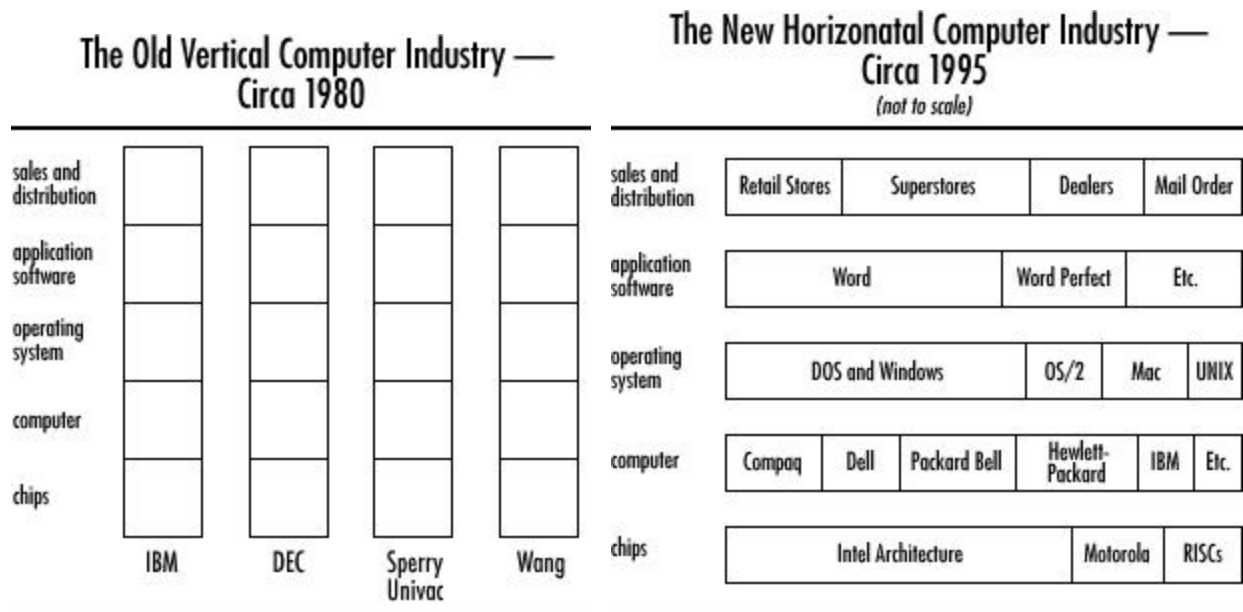 The Old Vertical Computer Industry —
Circa 1980
sales and
distribution
application
software
operating
system
computer
chips
IBM
DEC
Sperry
Univac
Wang
The New Horizonatal Computer Industry —
Circa 1995
(not to scale)
sales and
distribution
Retail Stores
Superstores
Dealers
Mail Order
application
software
Word
Word Perfect
Etc.
operating
system
DOS and Windows
OS/2
Mac
UNIX
computer
Compaq
Dell
Packard Bell
Hewlett-
Packard
IBM
Etc.
chips
Intel Architecture
Motorola
RISCs